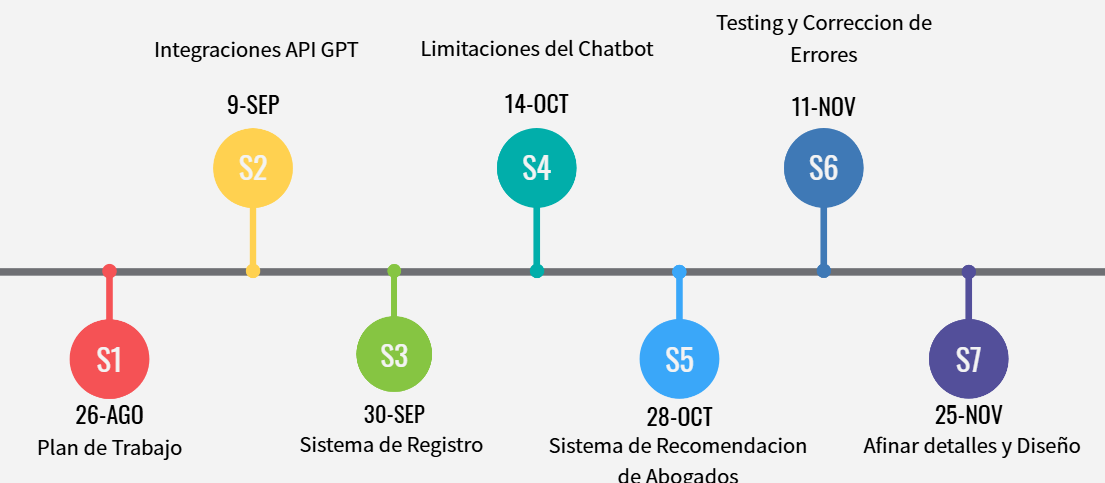 Testing y Correccion de
Errores
Integraciones API GPT
Limitaciones del Chatbot
9-SEP
14-OCT
11-NOV
S2
S4
S6
S1
S3
S5
S7
26-AGO
30-SEP
28-OCT
25-NOV
Plan de Trabajo
Sistema de Registro
Sistema de Recomendacion
de Abogados
Afinar detalles y Diseño